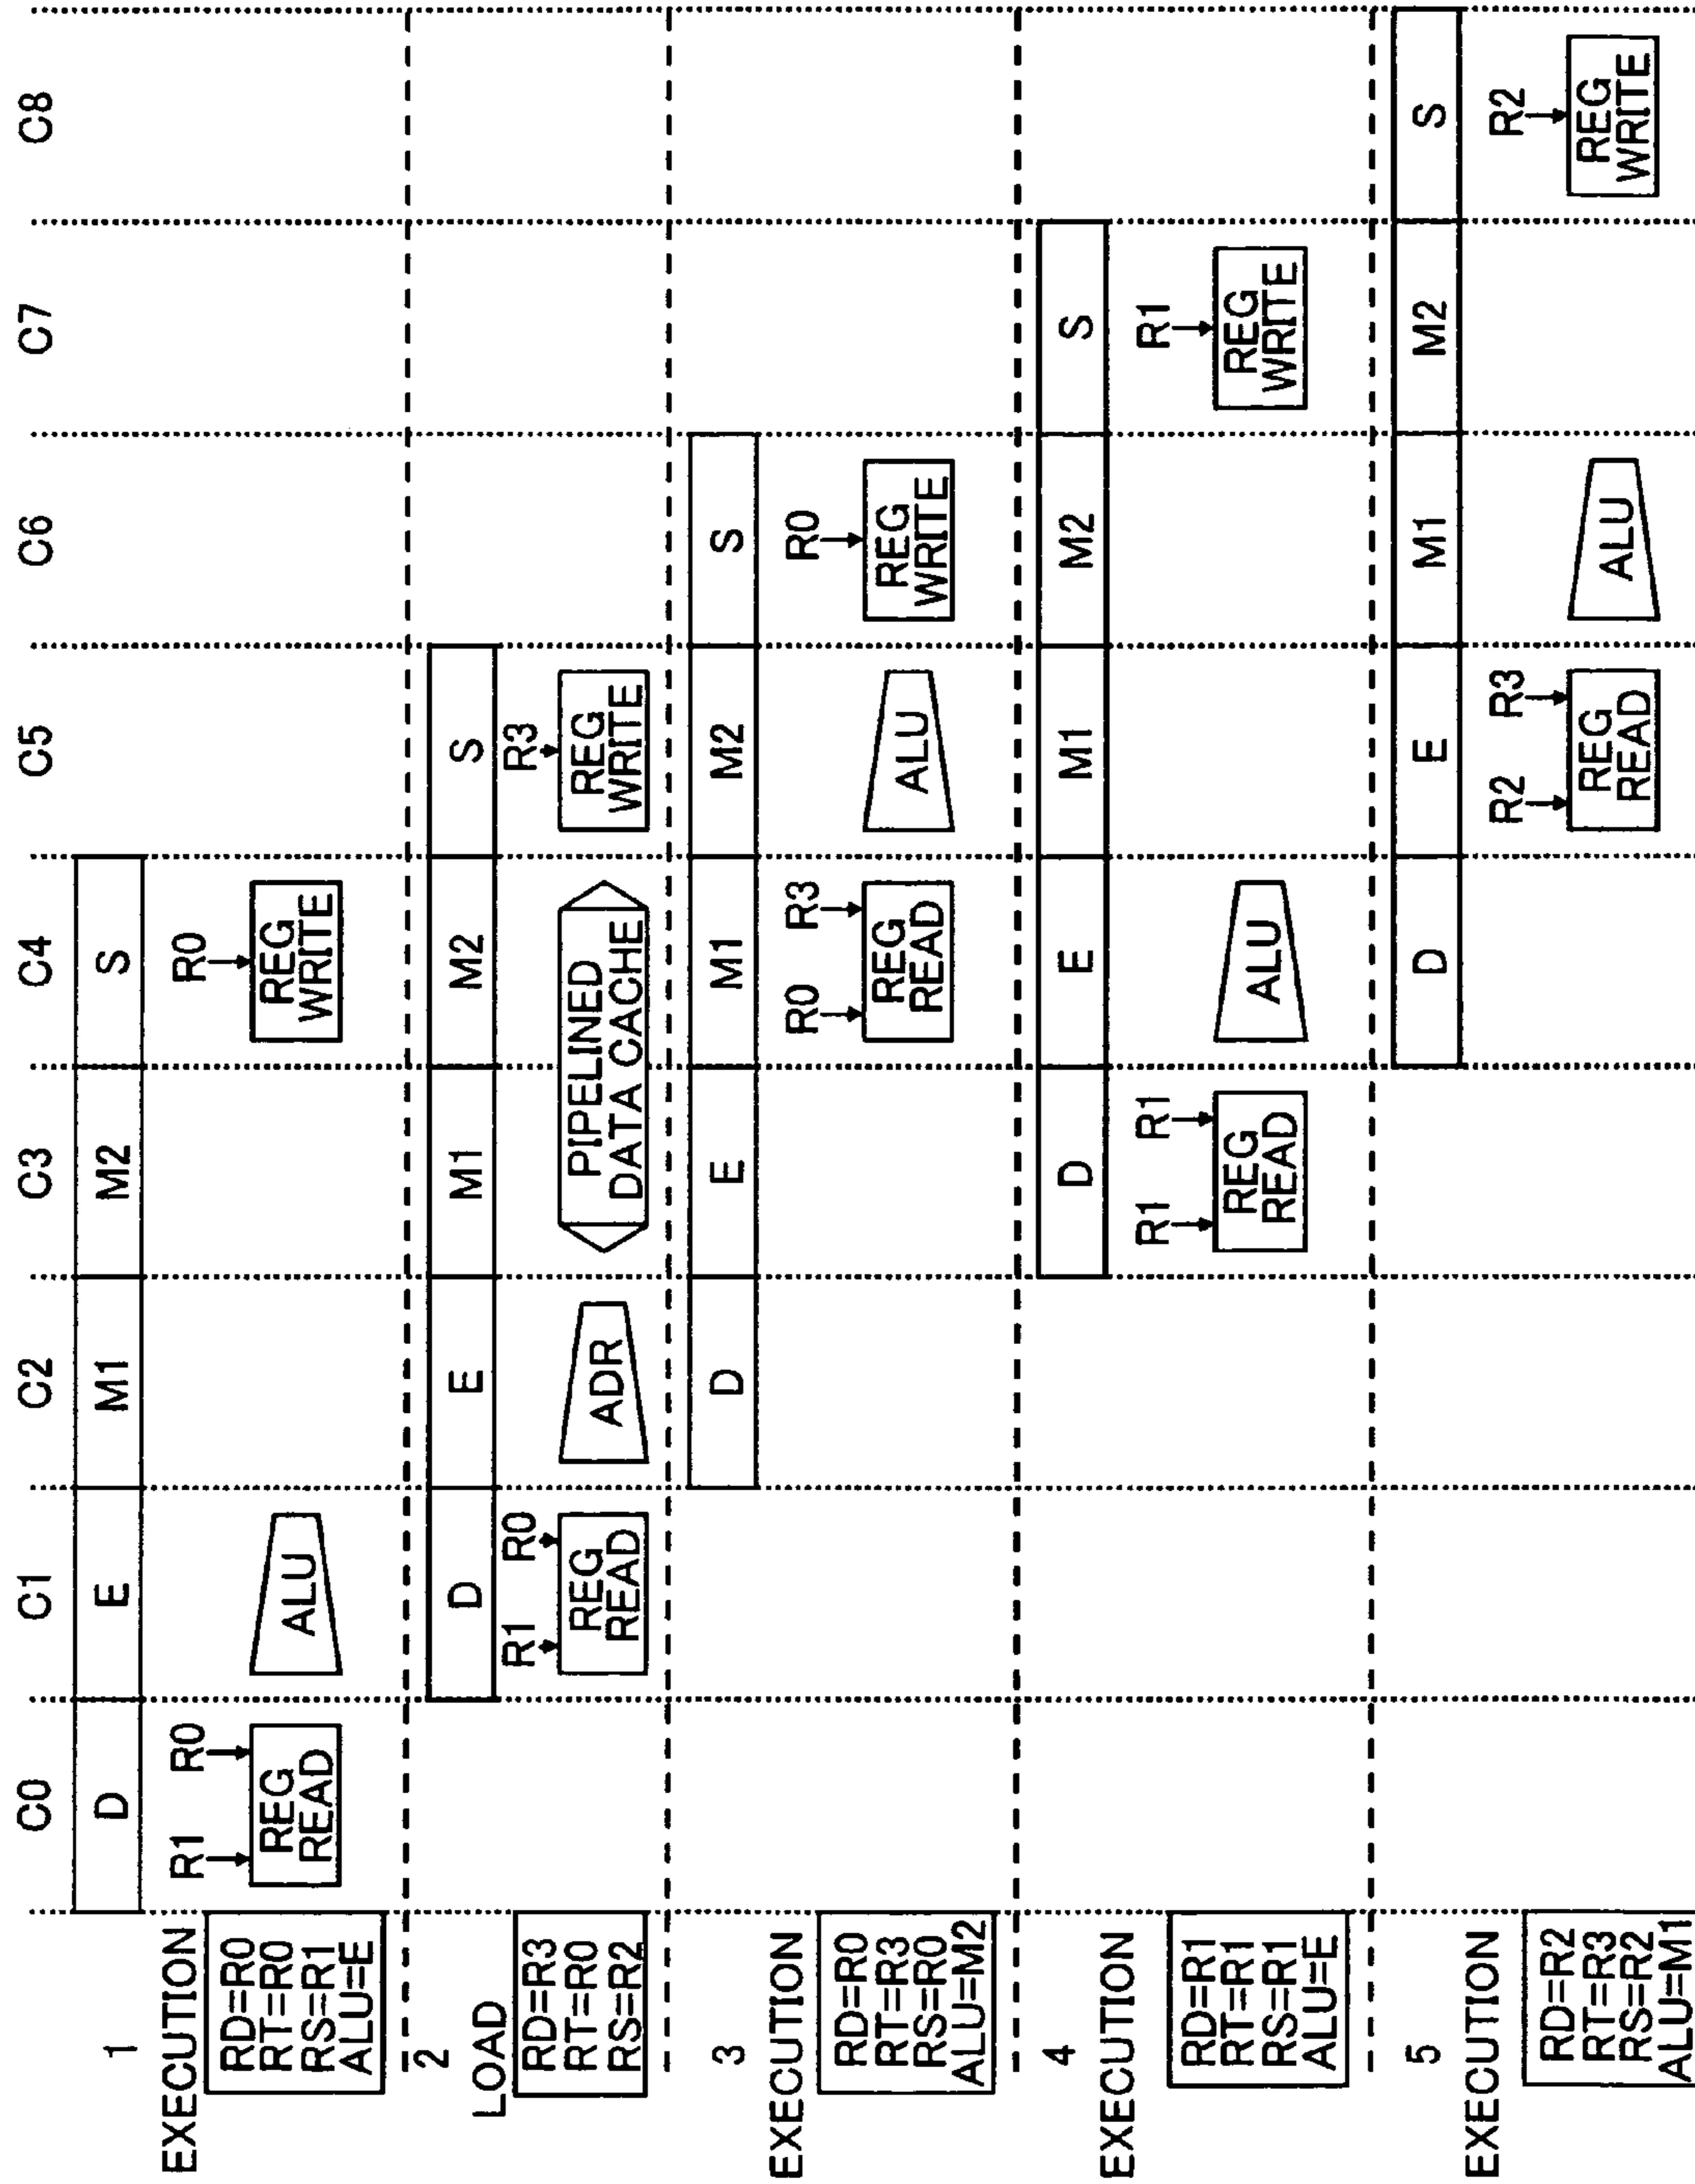 C0 C1 C2 C3 C4 C5 C6 C7 C8
1
EXECUTION
RD=R0
RT=R0
RS=R1
ALU=E
D E M1 M2 S
R1 R0
REG
READ
ALU
R0
REG
WRITE
2
LOAD
RD=R3
RT=R0
RS=R2
D E M1 M2 S
R1 R0
REG
READ
ADR
PIPELINED
DATA CACHE
R3
REG
WRITE
3
EXECUTION
RD=R0
RT=R3
RS=R0
ALU=M2
D E M1 M2 S
R0 R3
REG
READ
ALU
R0
REG
WRITE
4
EXECUTION
RD=R1
RT=R1
RS=R1
ALU=E
D E M1 M2 S
R1 R1
REG
READ
ALU
R1
REG
WRITE
5
EXECUTION
RD=R2
RT=R3
RS=R2
ALU=M1
D E M1 M2 S
R2 R3
REG
READ
ALU
R2
REG
WRITE